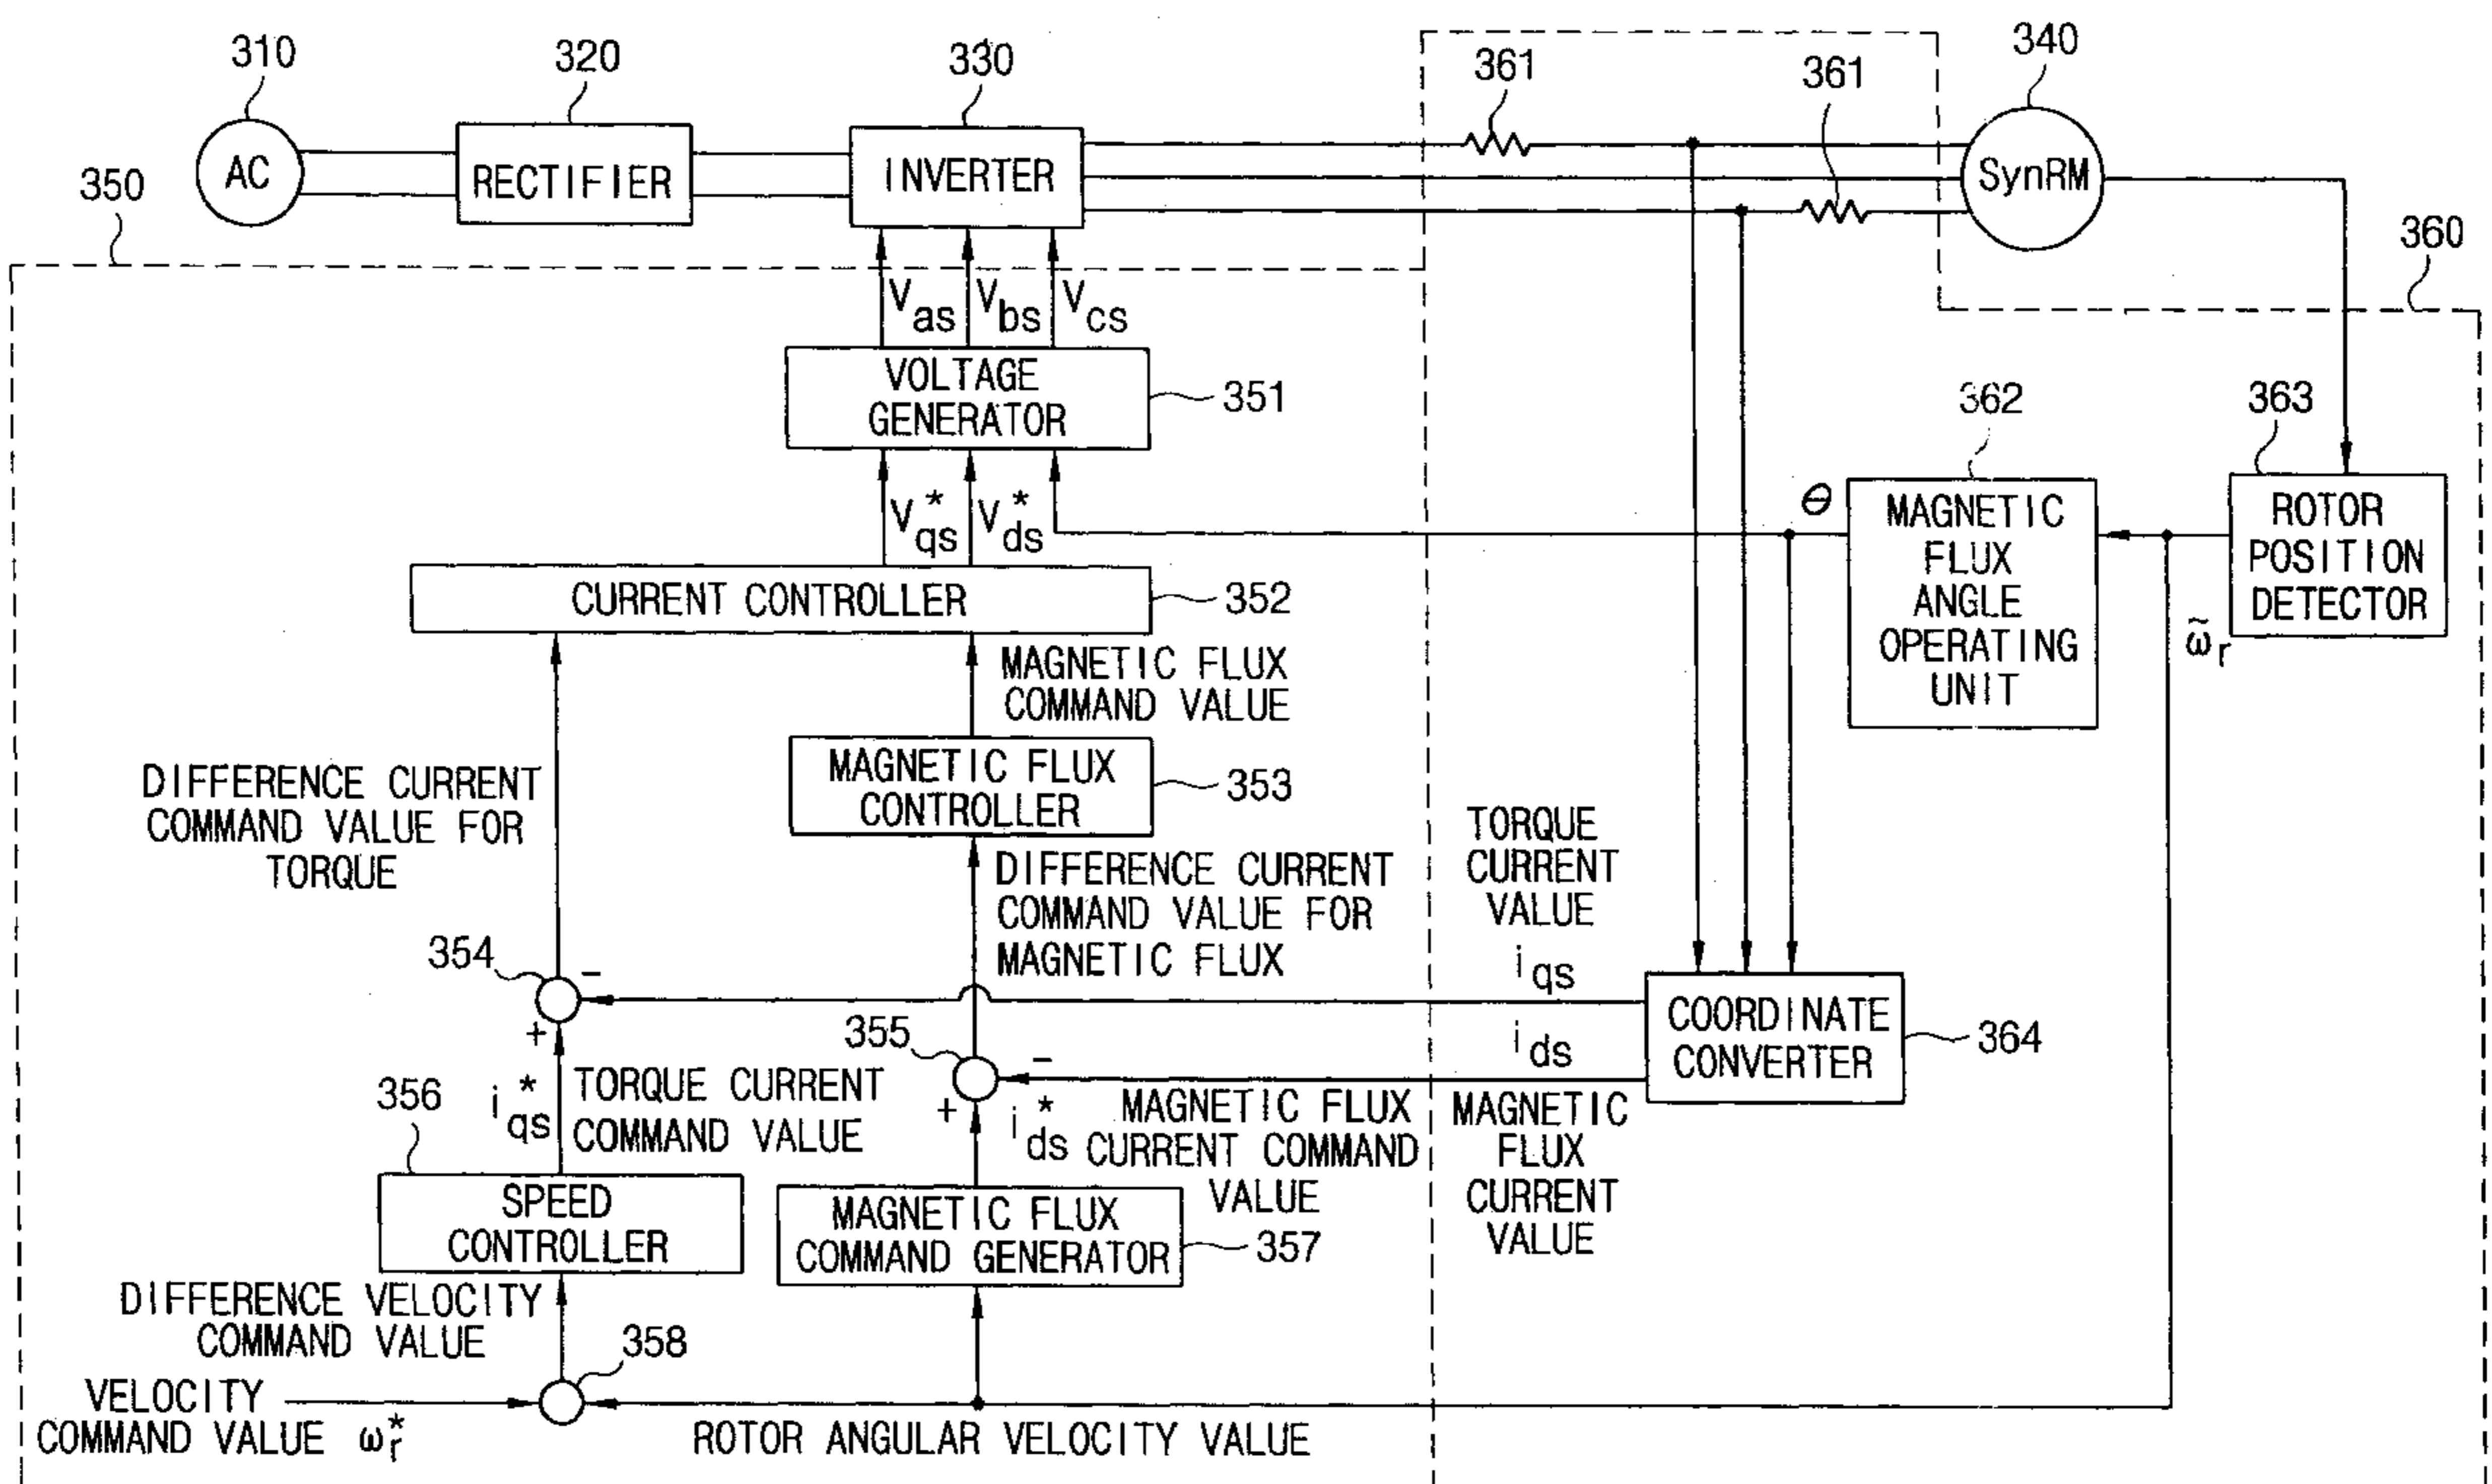 310
320
330
361
361
340
AC
RECTIFIER
INVERTER
SynRM
350
360
Vas
Vbs
Vcs
VOLTAGE
GENERATOR
351
362
363
Vqs*
Vds*
θ
MAGNETIC
FLUX
ANGLE
OPERATING
UNIT
ROTOR
POSITION
DETECTOR
ω̃r
CURRENT CONTROLLER
352
MAGNETIC FLUX
COMMAND VALUE
MAGNETIC FLUX
CONTROLLER
353
DIFFERENCE CURRENT
COMMAND VALUE FOR
TORQUE
DIFFERENCE CURRENT
COMMAND VALUE FOR
MAGNETIC FLUX
TORQUE
CURRENT
VALUE
iqs
354
-
+
355
-
+
ids
COORDINATE
CONVERTER
364
356
iqs*
TORQUE CURRENT
COMMAND VALUE
ids*
MAGNETIC FLUX
CURRENT COMMAND
VALUE
MAGNETIC
FLUX
CURRENT
VALUE
SPEED
CONTROLLER
MAGNETIC FLUX
COMMAND GENERATOR
357
DIFFERENCE VELOCITY
COMMAND VALUE
358
VELOCITY
COMMAND VALUE ωr*
ROTOR ANGULAR VELOCITY VALUE